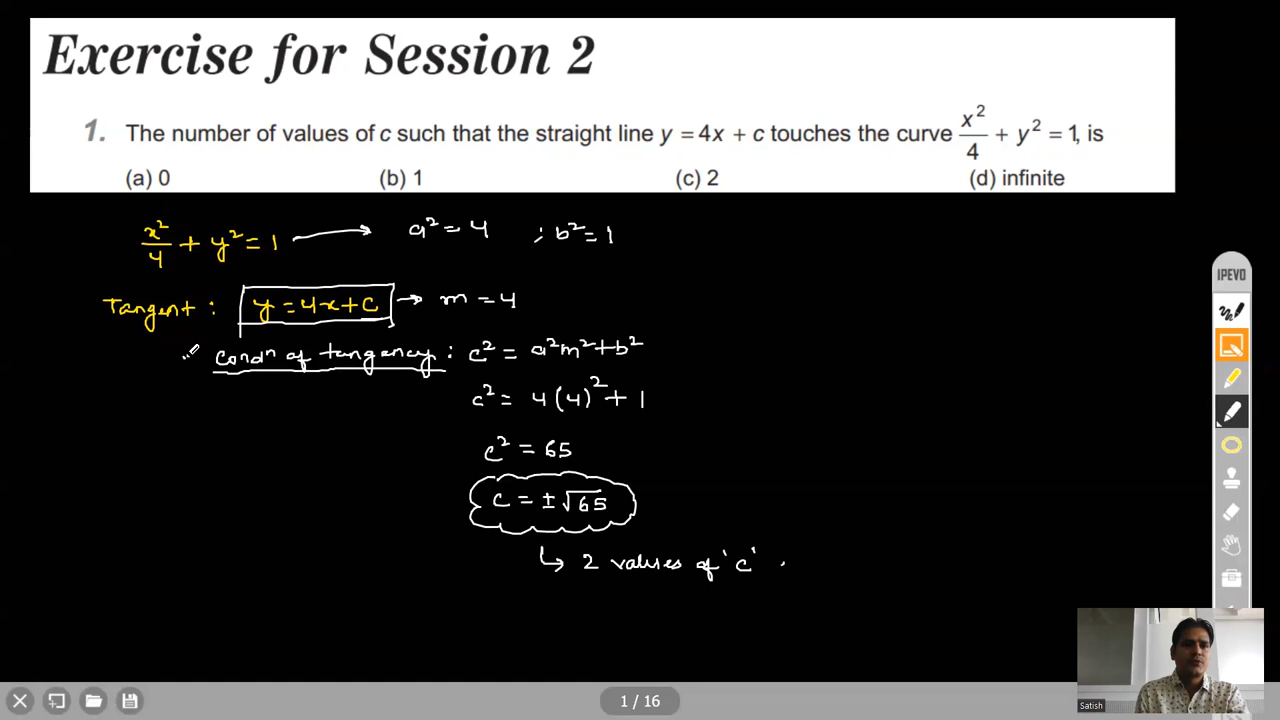 Exercise for Session 2
1. The number of values of c such that the straight line y = 4x + c touches the curve x²/4 + y² = 1, is
(a) 0 (b) 1 (c) 2 (d) infinite
x²/4 + y² = 1 → a² = 4 ; b² = 1
Tangent : y = 4x + c → m = 4
condn of tangency : c² = a²m² + b²
c² = 4(4)² + 1
c² = 65
c = ±√65
↳ 2 values of 'c'
IPEVO
Satish
1 / 16